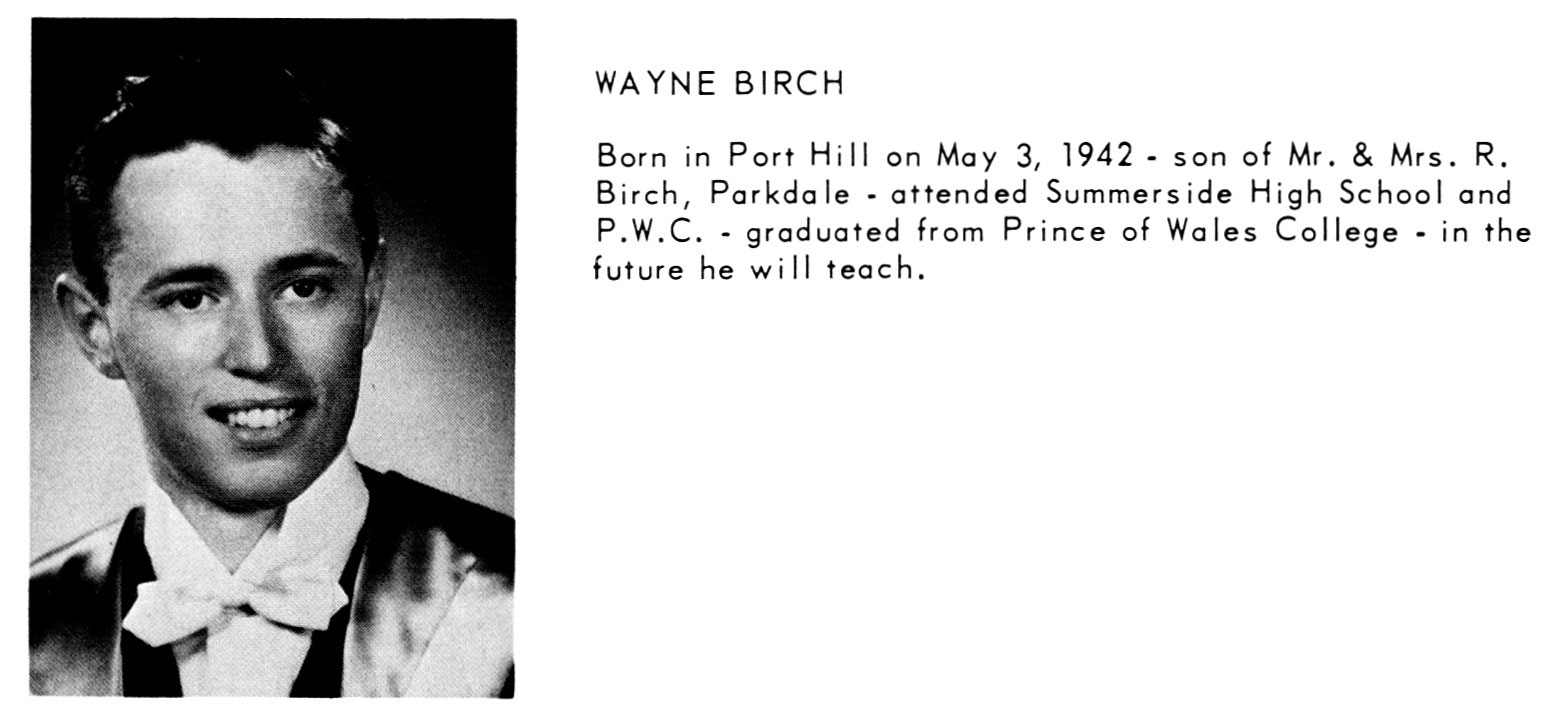 WAYNE BIRCH
Born in Port Hill on May 3, 1942 - son of Mr. & Mrs. R.
Birch, Parkdale - attended Summerside High School and
P.W.C. - graduated from Prince of Wales College - in the
future he will teach.